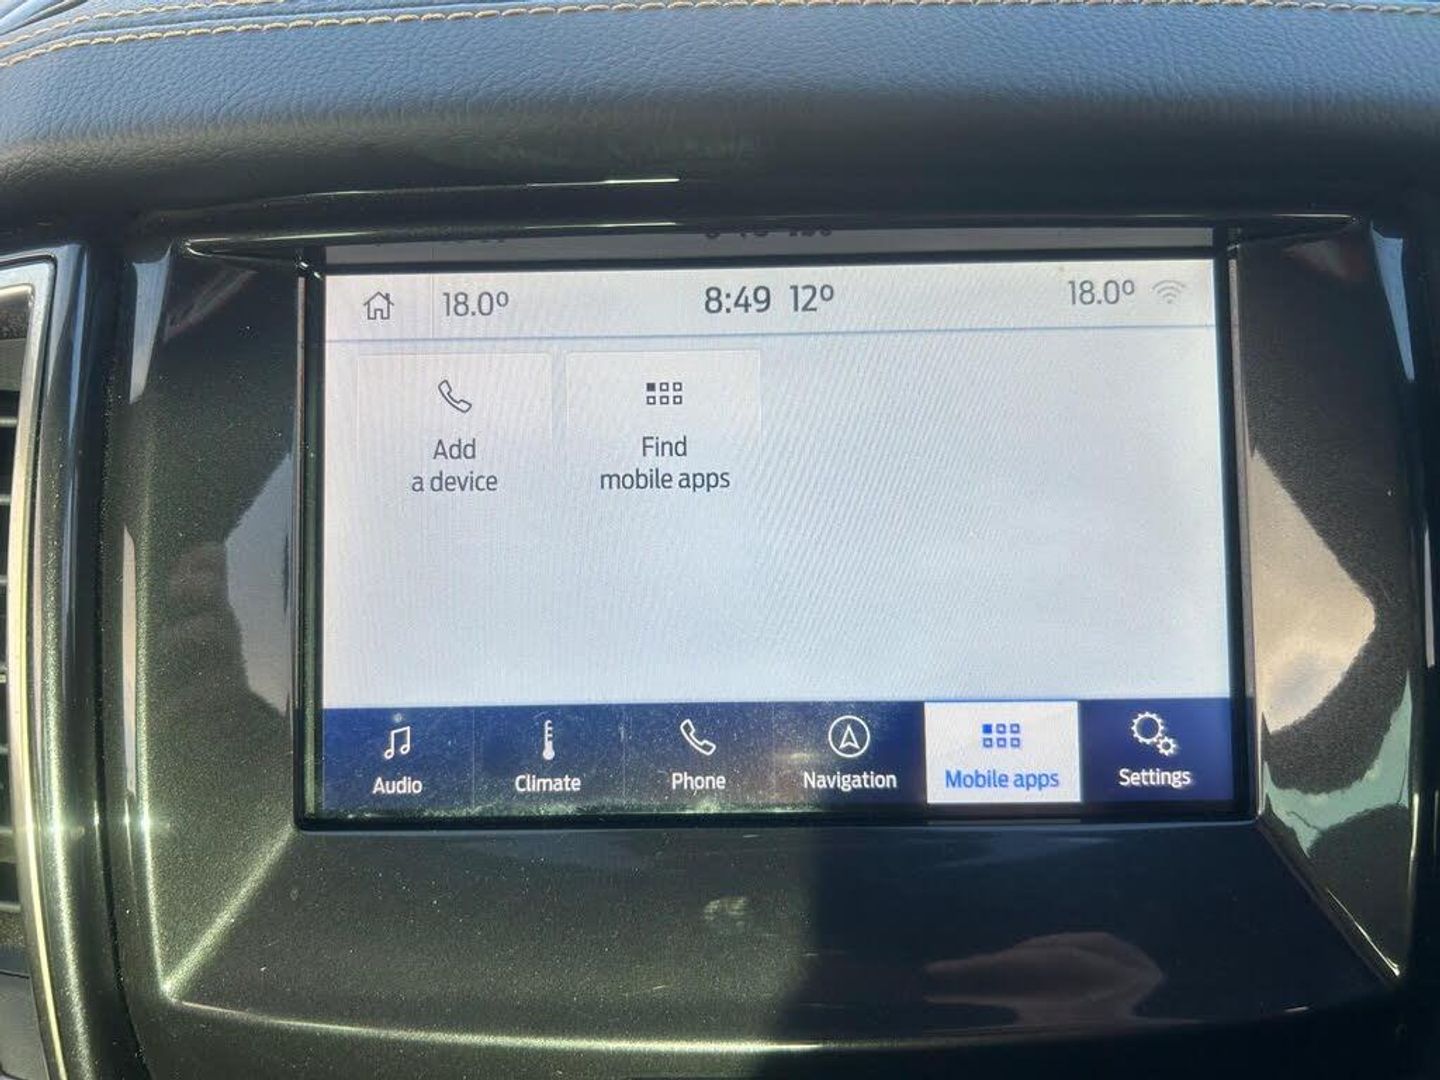 18.0° 8:49 12° 18.0°
Add
a device
Find
mobile apps
Audio Climate Phone Navigation Mobile apps Settings